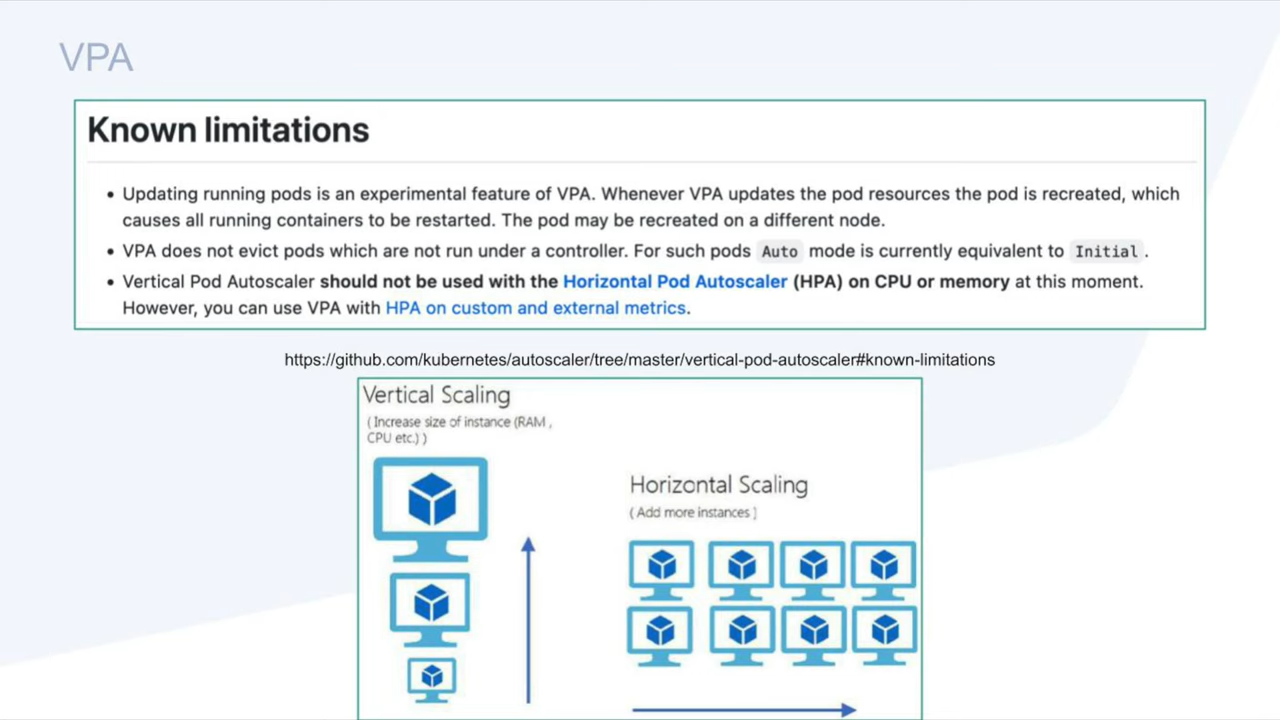 VPA
Known limitations
• Updating running pods is an experimental feature of VPA. Whenever VPA updates the pod resources the pod is recreated, which
causes all running containers to be restarted. The pod may be recreated on a different node.
• VPA does not evict pods which are not run under a controller. For such pods Auto mode is currently equivalent to Initial .
• Vertical Pod Autoscaler should not be used with the Horizontal Pod Autoscaler (HPA) on CPU or memory at this moment.
However, you can use VPA with HPA on custom and external metrics.
https://github.com/kubernetes/autoscaler/tree/master/vertical-pod-autoscaler#known-limitations
Vertical Scaling
( Increase size of instance (RAM ,
CPU etc.) )
Horizontal Scaling
( Add more instances ]